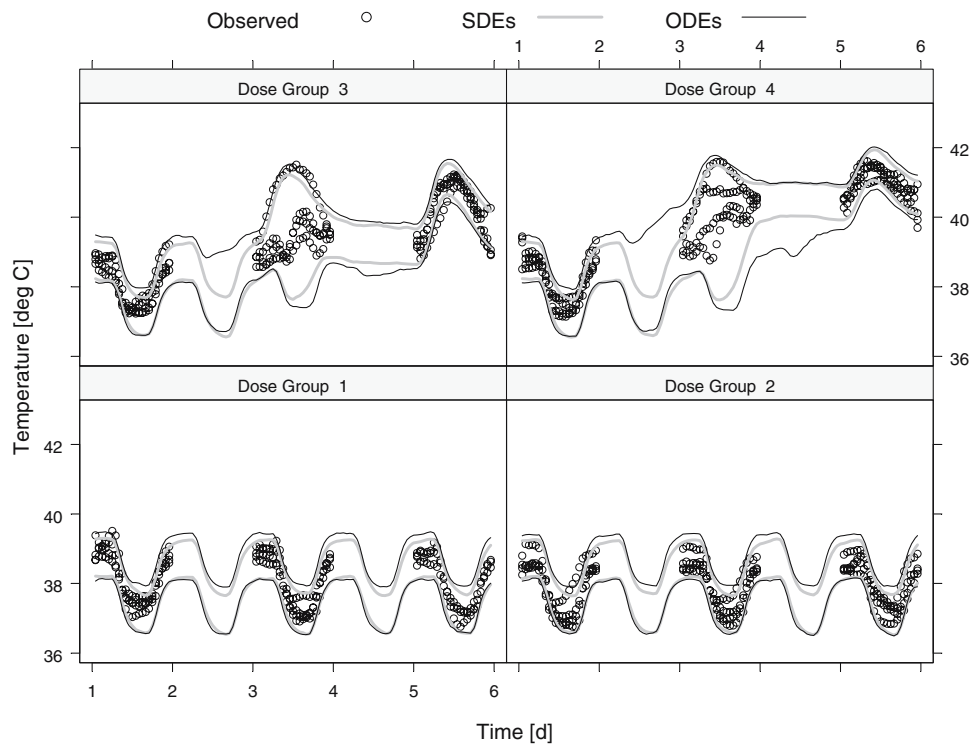 Observed SDEs ODEs
1 2 3 4 5 6
Dose Group 3 Dose Group 4
42
40
38
36
Temperature [deg C]
Dose Group 1 Dose Group 2
42
40
38
36
1 2 3 4 5 6
Time [d]